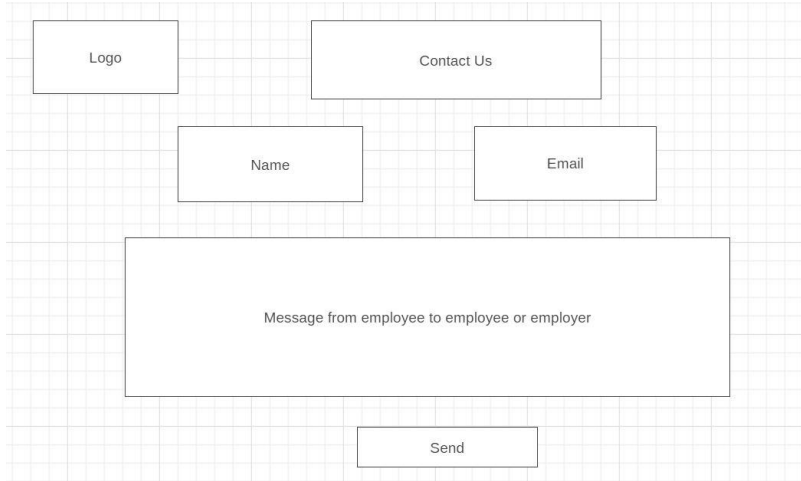 Logo
Contact Us
Name
Email
Message from employee to employee or employer
Send